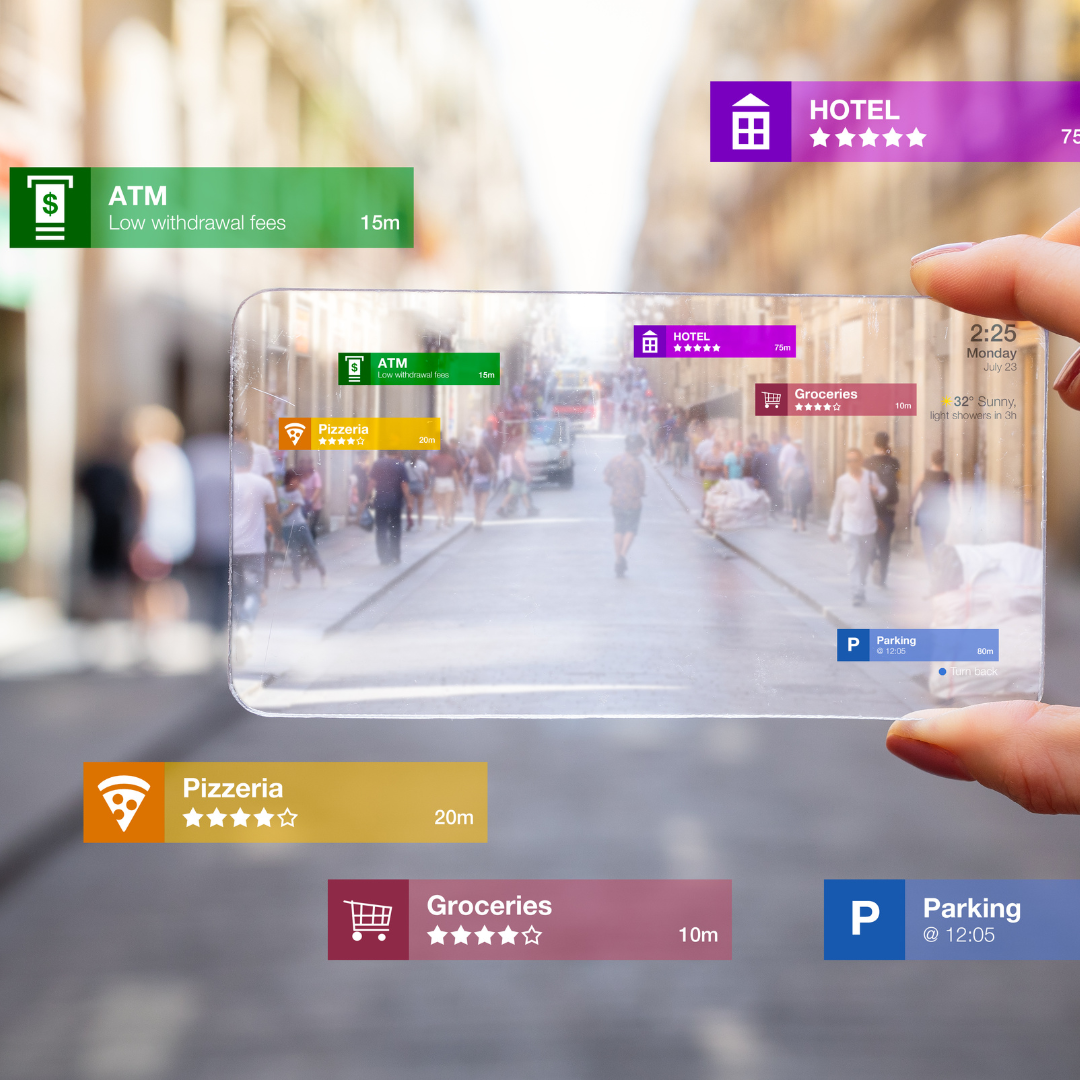 HOTEL
75
ATM
Low withdrawal fees 15m
$
2:25
Monday
July 23
HOTEL
75m
ATM
Low withdrawal fees 15m
$
Groceries
10m
32° Sunny,
light showers in 3h
Pizzeria
20m
P
Parking
@ 12:05 80m
Turn back
Pizzeria
20m
Groceries
10m
P
Parking
@ 12:05